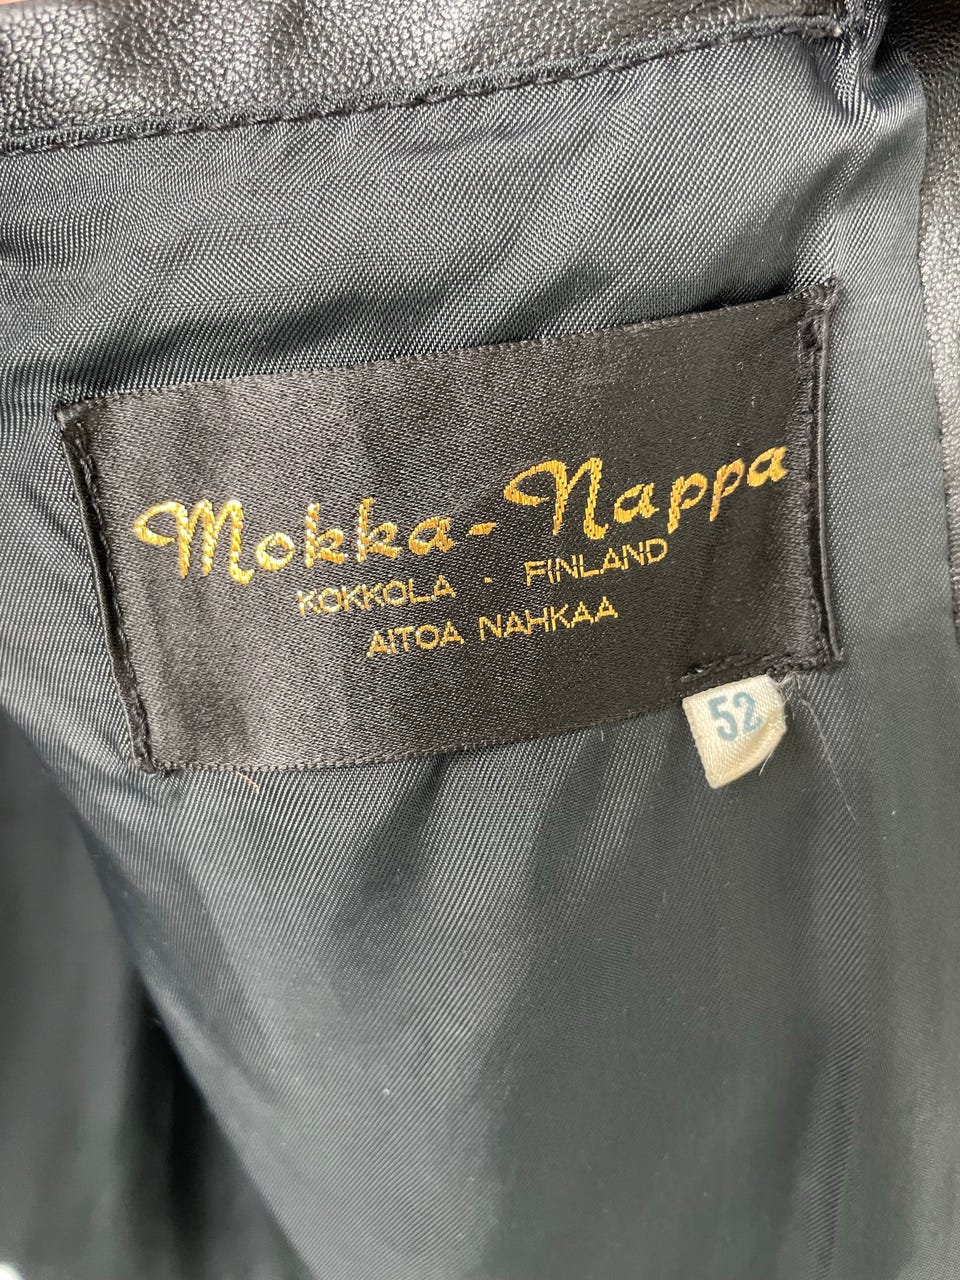 Mokka-Nappa
KOKKOLA - FINLAND
AITOA NAHKAA
52